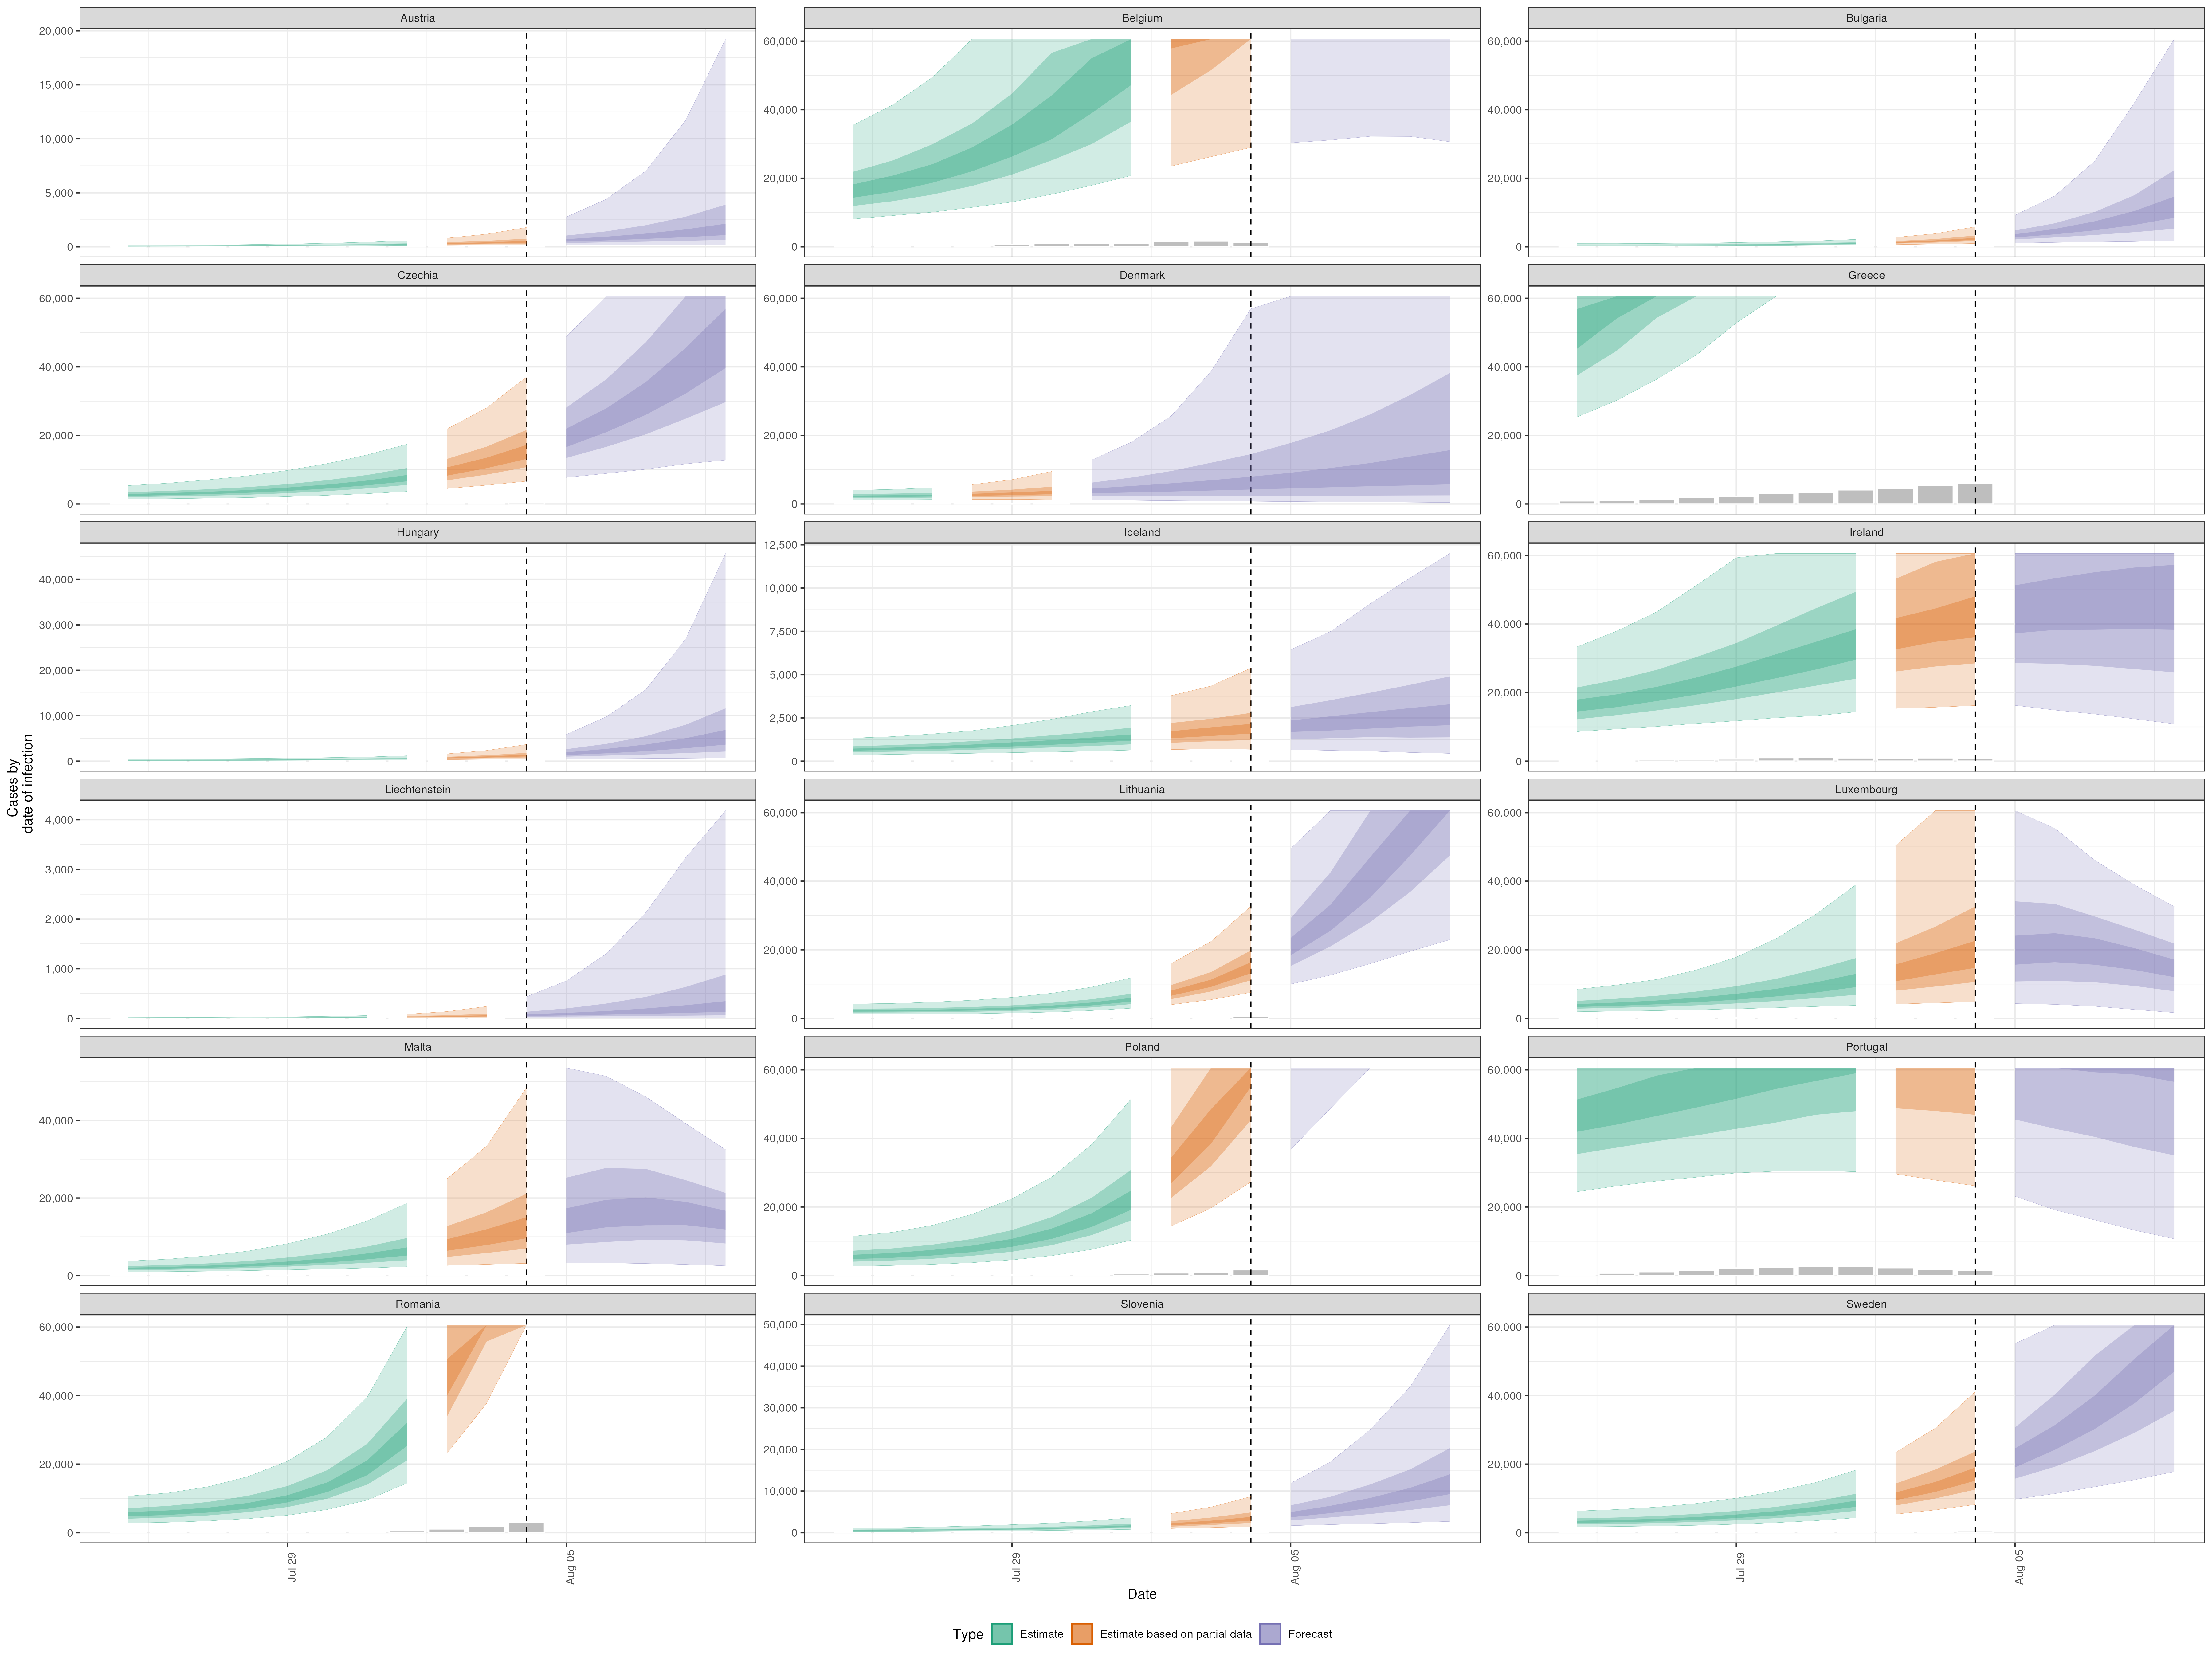 Austria
Belgium
Bulgaria
20,000
15,000
10,000
5,000
0
60,000
40,000
20,000
0
60,000
40,000
20,000
0
Czechia
Denmark
Greece
60,000
40,000
20,000
0
60,000
40,000
20,000
0
60,000
40,000
20,000
0
Hungary
Iceland
Ireland
40,000
30,000
20,000
10,000
0
12,500
10,000
7,500
5,000
2,500
0
60,000
40,000
20,000
0
Cases by
date of infection
Liechtenstein
Lithuania
Luxembourg
4,000
3,000
2,000
1,000
0
60,000
40,000
20,000
0
60,000
40,000
20,000
0
Malta
Poland
Portugal
40,000
20,000
0
60,000
40,000
20,000
0
60,000
40,000
20,000
0
Romania
Slovenia
Sweden
60,000
40,000
20,000
0
50,000
40,000
30,000
20,000
10,000
0
60,000
40,000
20,000
0
Jul 29
Aug 05
Jul 29
Aug 05
Jul 29
Aug 05
Date
Type
Estimate
Estimate based on partial data
Forecast